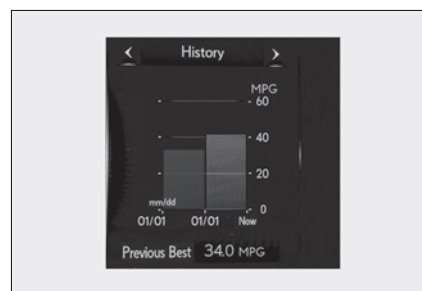 History
MPG
60
40
20
mm/dd
0
01/01 01/01 Now
Previous Best 34.0 MPG